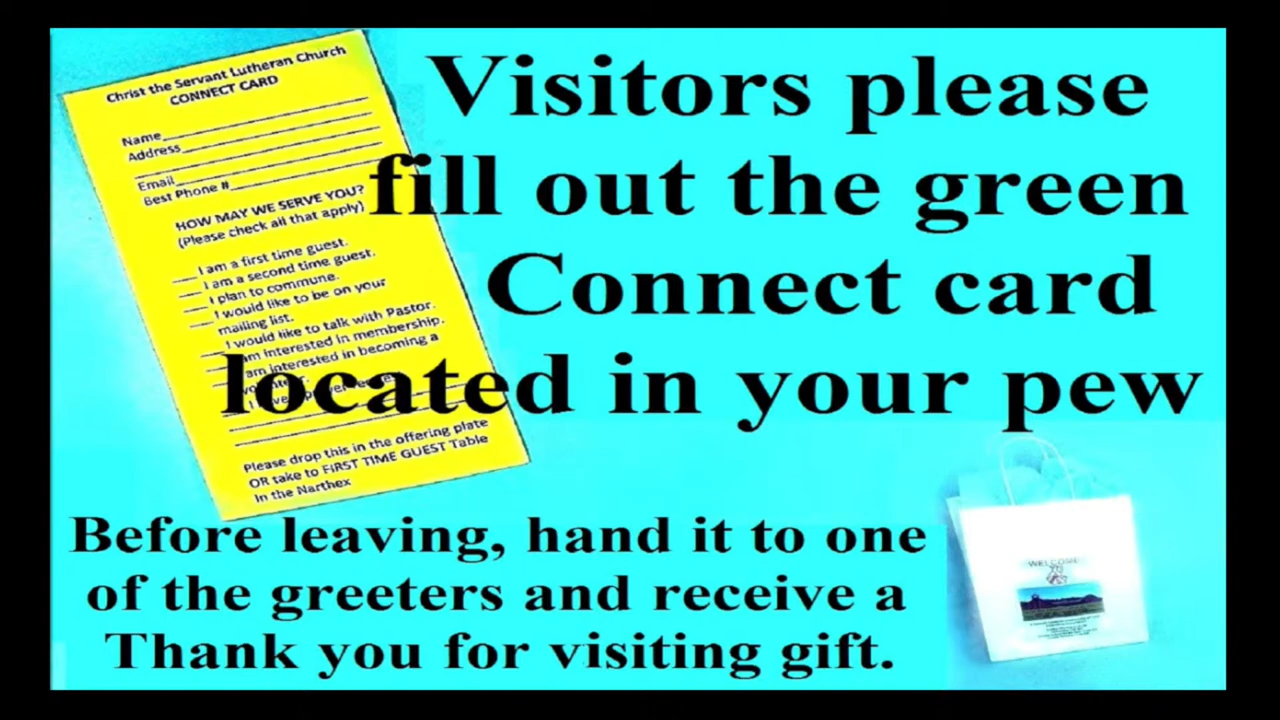 Christ the Servant Lutheran Church
CONNECT CARD
Name
Address
Email
Best Phone #
HOW MAY WE SERVE YOU?
(Please check all that apply)
I am a first time guest.
I am a second time guest.
I plan to commune.
I would like to be on your
mailing list.
I would like to talk with Pastor.
am interested in membership.
am interested in becoming a
Please drop this in the offering plate
OR take to FIRST TIME GUEST Table
In the Narthex
Visitors please
fill out the green
Connect card
located in your pew
Before leaving, hand it to one
of the greeters and receive a
Thank you for visiting gift.
WELCOME
TO